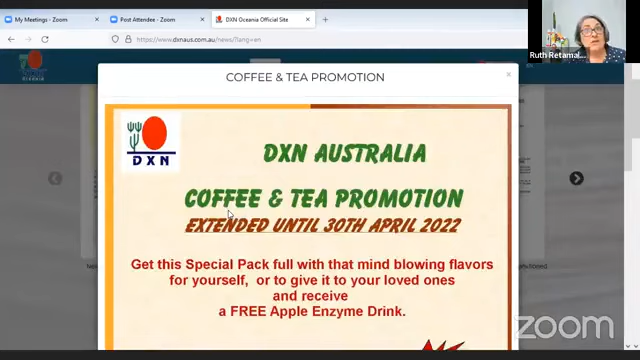 My Meetings - Zoom
Post Attendee - Zoom
DXN Oceania Official Site
https://www.dxnaus.com.au/news/?lang=en
Ruth Retama
COFFEE & TEA PROMOTION
DXN
DXN AUSTRALIA
COFFEE & TEA PROMOTION
EXTENDED UNTIL 30TH APRIL 2022
Get this Special Pack full with that mind blowing flavors
for yourself, or to give it to your loved ones
and receive
a FREE Apple Enzyme Drink.
zoom